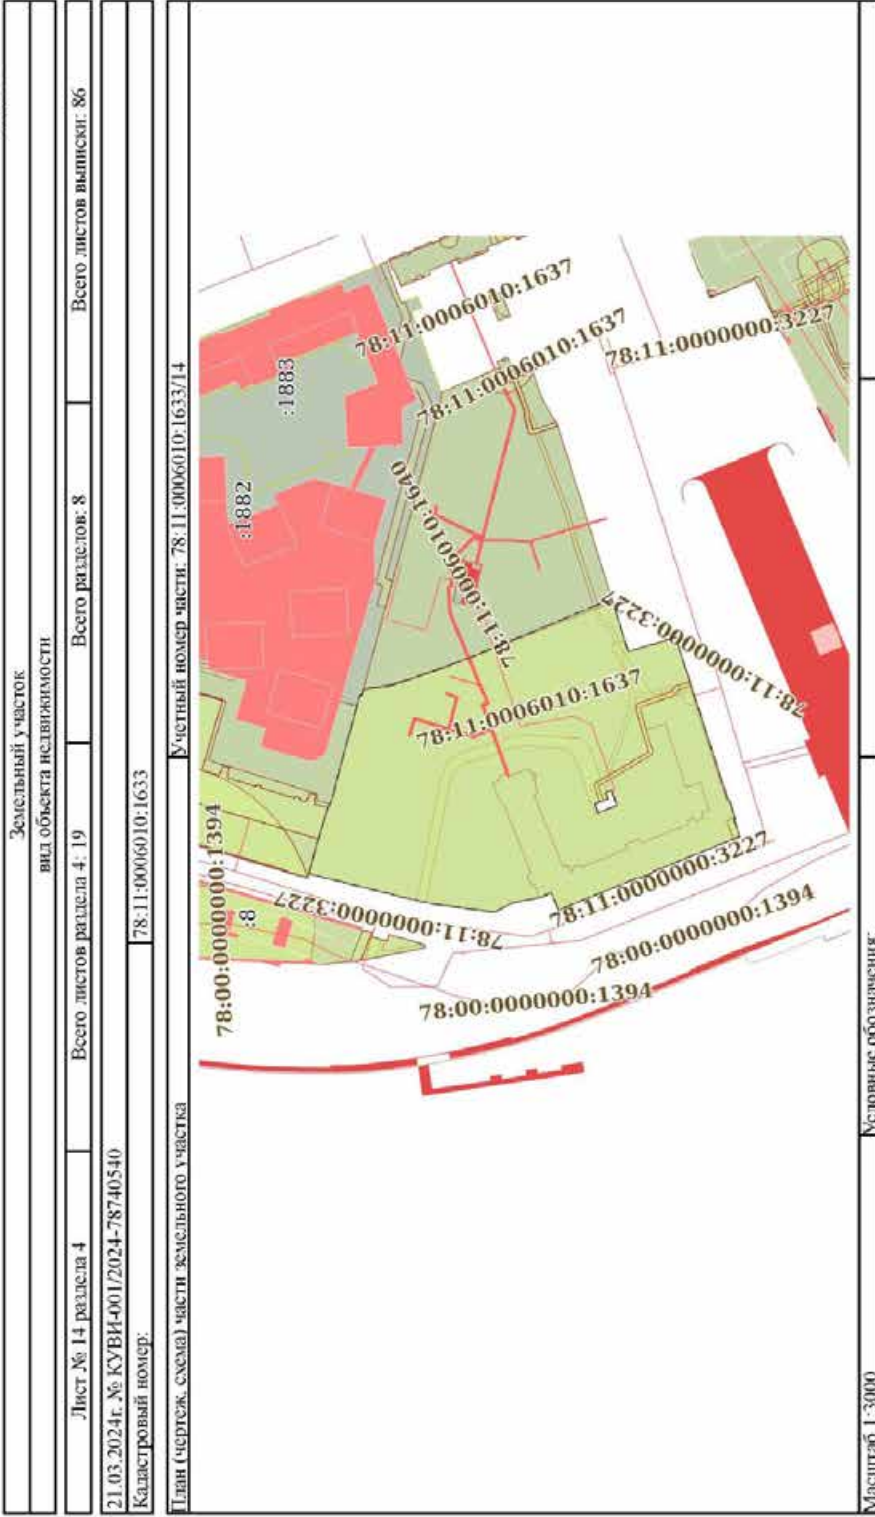 Земельный участок
вид объекта недвижимости
Лист № 14 раздела 4 Всего листов раздела 4: 19 Всего разделов: 8 Всего листов выписки: 86
21.03.2024г. № КУВИ-001/2024-78740540
Кадастровый номер: 78:11:0006010:1633
План (чертеж, схема) части земельного участка Учетный номер части: 78:11:0006010:1633/14
78:00:0000000:1394
:8
:1882
:1883
78:11:0000000:3227
78:11:0006010:1640
78:11:0006010:1637
78:11:0006010:1637
78:11:0006010:1637
78:00:0000000:1394
78:11:0000000:3227
78:00:0000000:1394
78:11:0000000:3227
78:11:0000000:3227
Масштаб 1:3000 Условные обозначения: